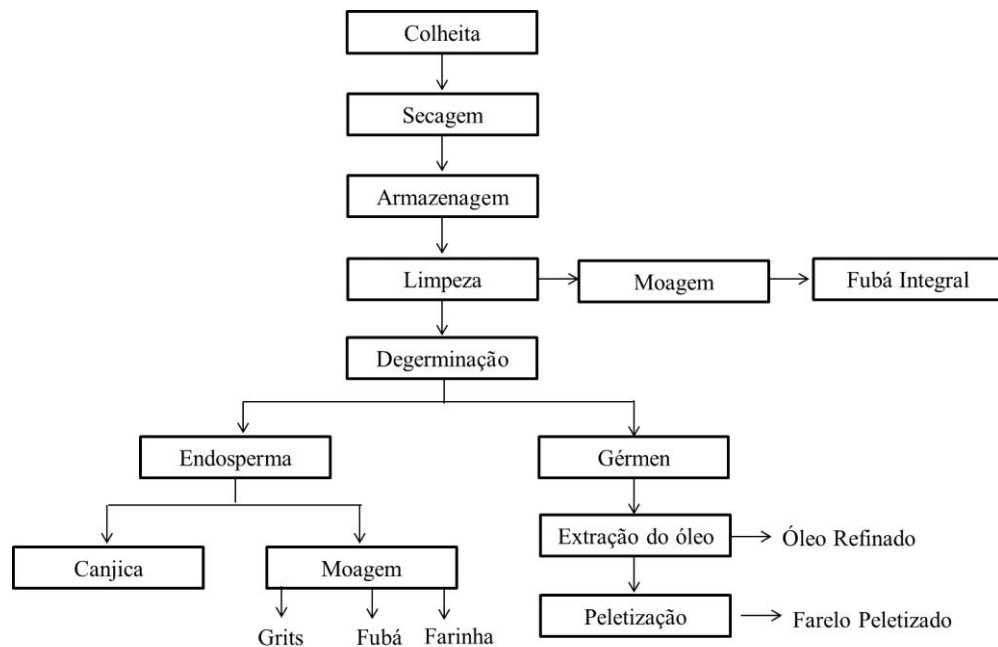 Colheita
Secagem
Armazenagem
Limpeza
Moagem
Fubá Integral
Degerminação
Endosperma
Gérmen
Extração do óleo
Óleo Refinado
Canjica
Moagem
Peletização
Farelo Peletizado
Grits
Fubá
Farinha